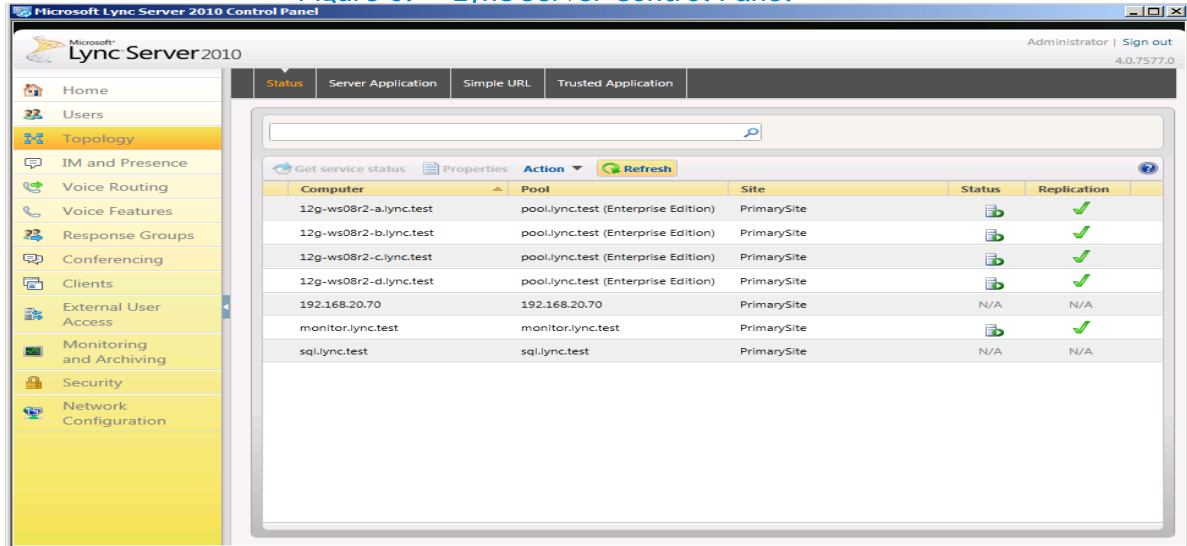 Microsoft Lync Server 2010 Control Panel
Microsoft®
Lync Server 2010
Administrator | Sign out
4.0.7577.0
Home
Users
Topology
IM and Presence
Voice Routing
Voice Features
Response Groups
Conferencing
Clients
External User
Access
Monitoring
and Archiving
Security
Network
Configuration
Status Server Application Simple URL Trusted Application
Get service status Properties Action Refresh
Computer Pool Site Status Replication
12g-ws08r2-a.lync.test pool.lync.test (Enterprise Edition) PrimarySite
12g-ws08r2-b.lync.test pool.lync.test (Enterprise Edition) PrimarySite
12g-ws08r2-c.lync.test pool.lync.test (Enterprise Edition) PrimarySite
12g-ws08r2-d.lync.test pool.lync.test (Enterprise Edition) PrimarySite
192.168.20.70 192.168.20.70 PrimarySite N/A N/A
monitor.lync.test monitor.lync.test PrimarySite
sql.lync.test sql.lync.test PrimarySite N/A N/A